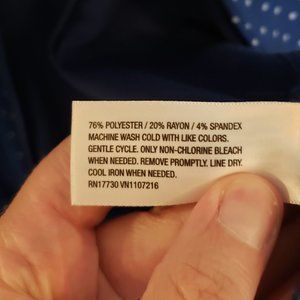 76% POLYESTER / 20% RAYON / 4% SPANDEX
MACHINE WASH COLD WITH LIKE COLORS.
GENTLE CYCLE. ONLY NON-CHLORINE BLEACH
WHEN NEEDED. REMOVE PROMPTLY. LINE DRY.
COOL IRON WHEN NEEDED.
RN17730 VN1107216